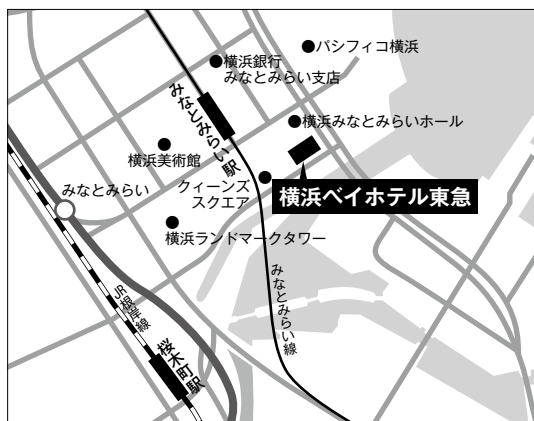 パシフィコ横浜
横浜銀行
みなとみらい支店
みなとみらい駅
横浜みなとみらいホール
横浜美術館
クィーンズ
スクエア
横浜ベイホテル東急
みなとみらい
横浜ランドマークタワー
みなとみらい線
JR根岸線
桜木町駅